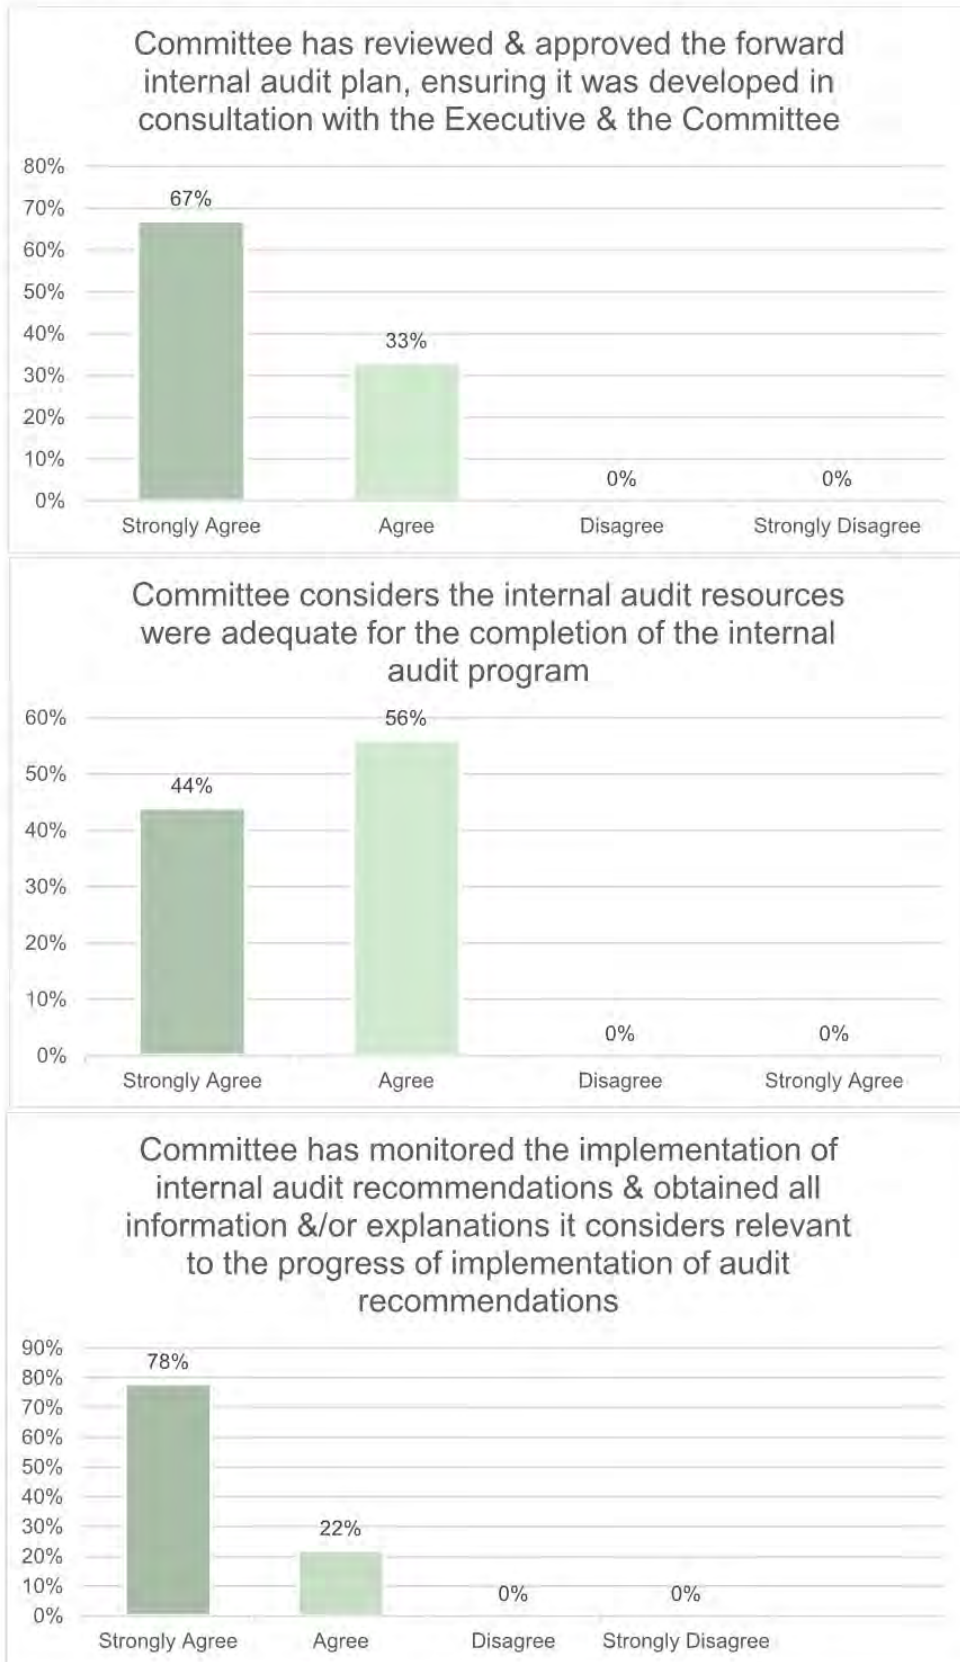 Committee has reviewed & approved the forward
internal audit plan, ensuring it was developed in
consultation with the Executive & the Committee
80%
70%
60%
50%
40%
30%
20%
10%
0%
67%
33%
0%
0%
Strongly Agree
Agree
Disagree
Strongly Disagree
Committee considers the internal audit resources
were adequate for the completion of the internal
audit program
60%
50%
40%
30%
20%
10%
0%
44%
56%
0%
0%
Strongly Agree
Agree
Disagree
Strongly Agree
Committee has monitored the implementation of
internal audit recommendations & obtained all
information &/or explanations it considers relevant
to the progress of implementation of audit
recommendations
90%
80%
70%
60%
50%
40%
30%
20%
10%
0%
78%
22%
0%
0%
Strongly Agree
Agree
Disagree
Strongly Disagree